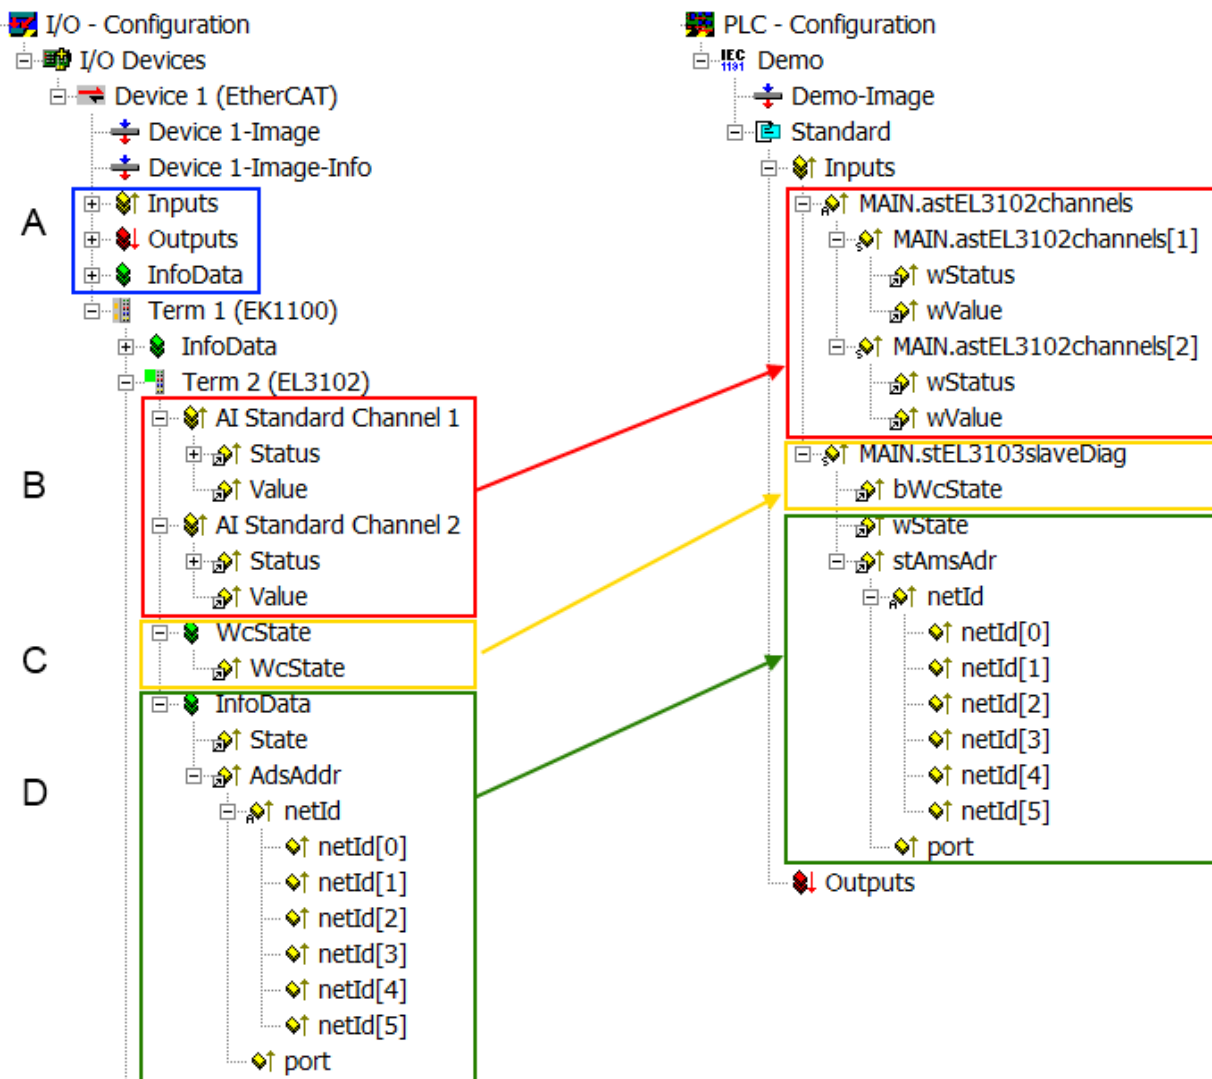 I/O - Configuration
I/O Devices
Device 1 (EtherCAT)
Device 1-Image
Device 1-Image-Info
A
Inputs
Outputs
InfoData
Term 1 (EK1100)
InfoData
Term 2 (EL3102)
B
AI Standard Channel 1
Status
Value
AI Standard Channel 2
Status
Value
C
WcState
WcState
D
InfoData
State
AdsAddr
netId
netId[0]
netId[1]
netId[2]
netId[3]
netId[4]
netId[5]
port
PLC - Configuration
IEC
1131
Demo
Demo-Image
Standard
Inputs
MAIN.astEL3102channels
MAIN.astEL3102channels[1]
wStatus
wValue
MAIN.astEL3102channels[2]
wStatus
wValue
MAIN.stEL3103slaveDiag
bWcState
wState
stAmsAdr
netId
netId[0]
netId[1]
netId[2]
netId[3]
netId[4]
netId[5]
port
Outputs